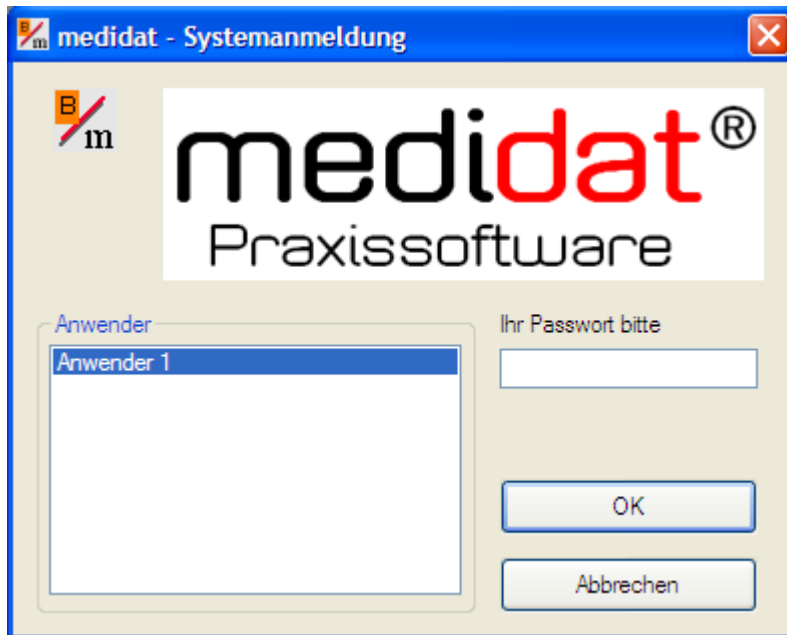 B/m medidat - Systemanmeldung
B/m
medidat®
Praxissoftware
Anwender
Anwender 1
Ihr Passwort bitte
OK
Abbrechen